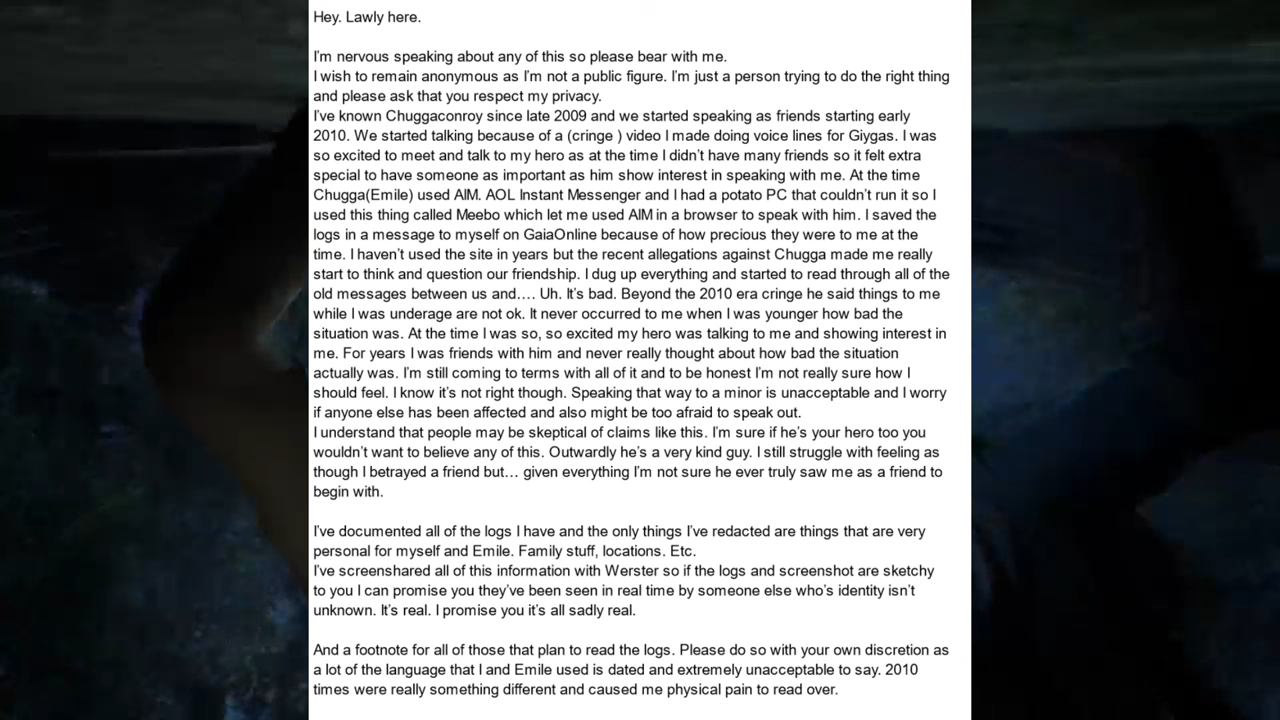 Hey. Lawly here.
I'm nervous speaking about any of this so please bear with me.
I wish to remain anonymous as I'm not a public figure. I'm just a person trying to do the right thing
and please ask that you respect my privacy.
I've known Chuggaconroy since late 2009 and we started speaking as friends starting early
2010. We started talking because of a (cringe ) video I made doing voice lines for Giygas. I was
so excited to meet and talk to my hero as at the time I didn't have many friends so it felt extra
special to have someone as important as him show interest in speaking with me. At the time
Chugga(Emile) used AIM. AOL Instant Messenger and I had a potato PC that couldn't run it so I
used this thing called Meebo which let me used AIM in a browser to speak with him. I saved the
logs in a message to myself on GaiaOnline because of how precious they were to me at the
time. I haven't used the site in years but the recent allegations against Chugga made me really
start to think and question our friendship. I dug up everything and started to read through all of the
old messages between us and…. Uh. It's bad. Beyond the 2010 era cringe he said things to me
while I was underage are not ok. It never occurred to me when I was younger how bad the
situation was. At the time I was so, so excited my hero was talking to me and showing interest in
me. For years I was friends with him and never really thought about how bad the situation
actually was. I'm still coming to terms with all of it and to be honest I'm not really sure how I
should feel. I know it's not right though. Speaking that way to a minor is unacceptable and I worry
if anyone else has been affected and also might be too afraid to speak out.
I understand that people may be skeptical of claims like this. I'm sure if he's your hero too you
wouldn't want to believe any of this. Outwardly he's a very kind guy. I still struggle with feeling as
though I betrayed a friend but… given everything I'm not sure he ever truly saw me as a friend to
begin with.
I've documented all of the logs I have and the only things I've redacted are things that are very
personal for myself and Emile. Family stuff, locations. Etc.
I've screenshared all of this information with Werster so if the logs and screenshot are sketchy
to you I can promise you they've been seen in real time by someone else who's identity isn't
unknown. It's real. I promise you it's all sadly real.
And a footnote for all of those that plan to read the logs. Please do so with your own discretion as
a lot of the language that I and Emile used is dated and extremely unacceptable to say. 2010
times were really something different and caused me physical pain to read over.